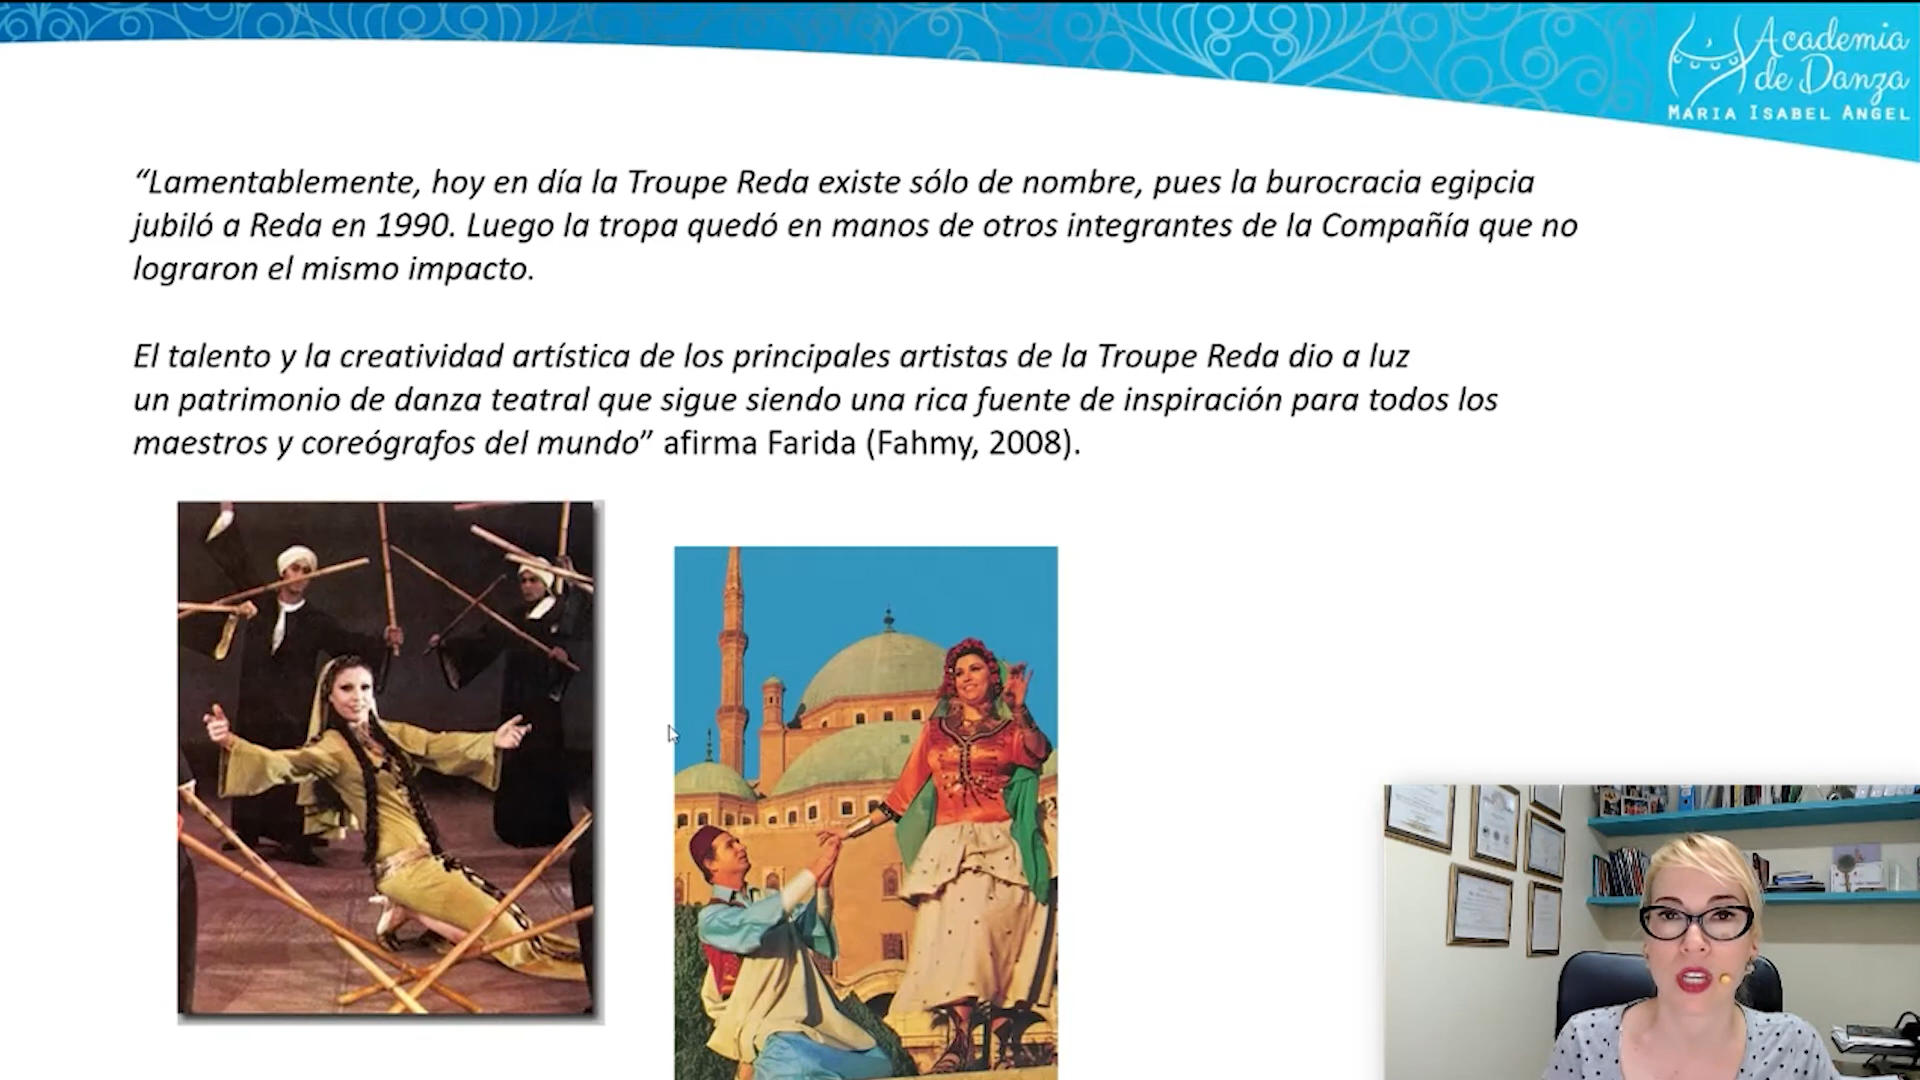 Academia
de Danza
MARIA ISABEL ANGEL
“Lamentablemente, hoy en día la Troupe Reda existe sólo de nombre, pues la burocracia egipcia
jubiló a Reda en 1990. Luego la tropa quedó en manos de otros integrantes de la Compañía que no
lograron el mismo impacto.
El talento y la creatividad artística de los principales artistas de la Troupe Reda dio a luz
un patrimonio de danza teatral que sigue siendo una rica fuente de inspiración para todos los
maestros y coreógrafos del mundo” afirma Farida (Fahmy, 2008).